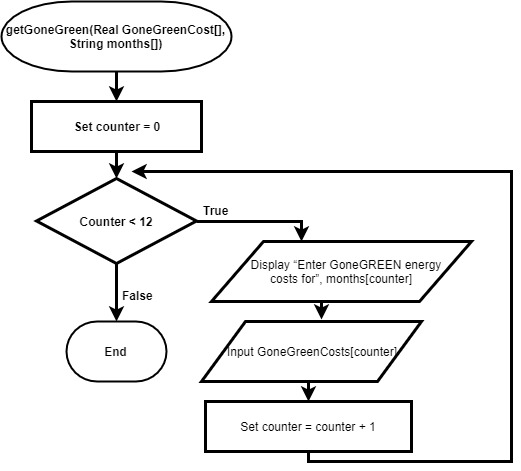 getGoneGreen(Real GoneGreenCost[],
String months[])
Set counter = 0
Counter < 12
True
Display “Enter GoneGREEN energy
costs for”, months[counter]
False
Input GoneGreenCosts[counter]
End
Set counter = counter + 1